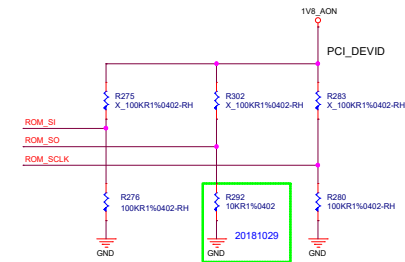 1V8_AON
PCI_DEVID
R275
X_100KR1%0402-RH
R302
X_100KR1%0402-RH
R283
X_100KR1%0402-RH
ROM_SI
ROM_SO
ROM_SCLK
R276
100KR1%0402-RH
R292
10KR1%0402
R280
100KR1%0402-RH
20181029
GND
GND
GND